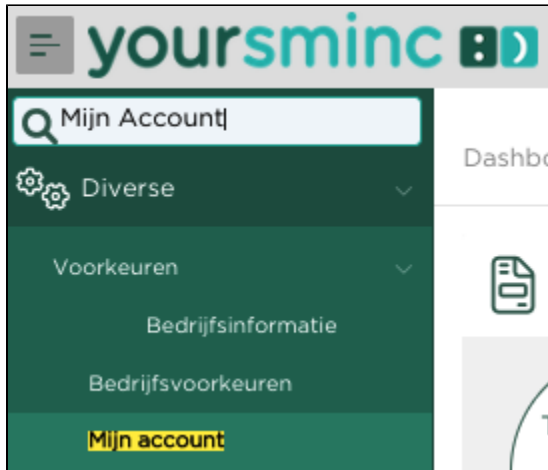 yoursminc :)
Mijn Account
Diverse
Dashbo
Voorkeuren
Bedrijfsinformatie
Bedrijfsvoorkeuren
Mijn account